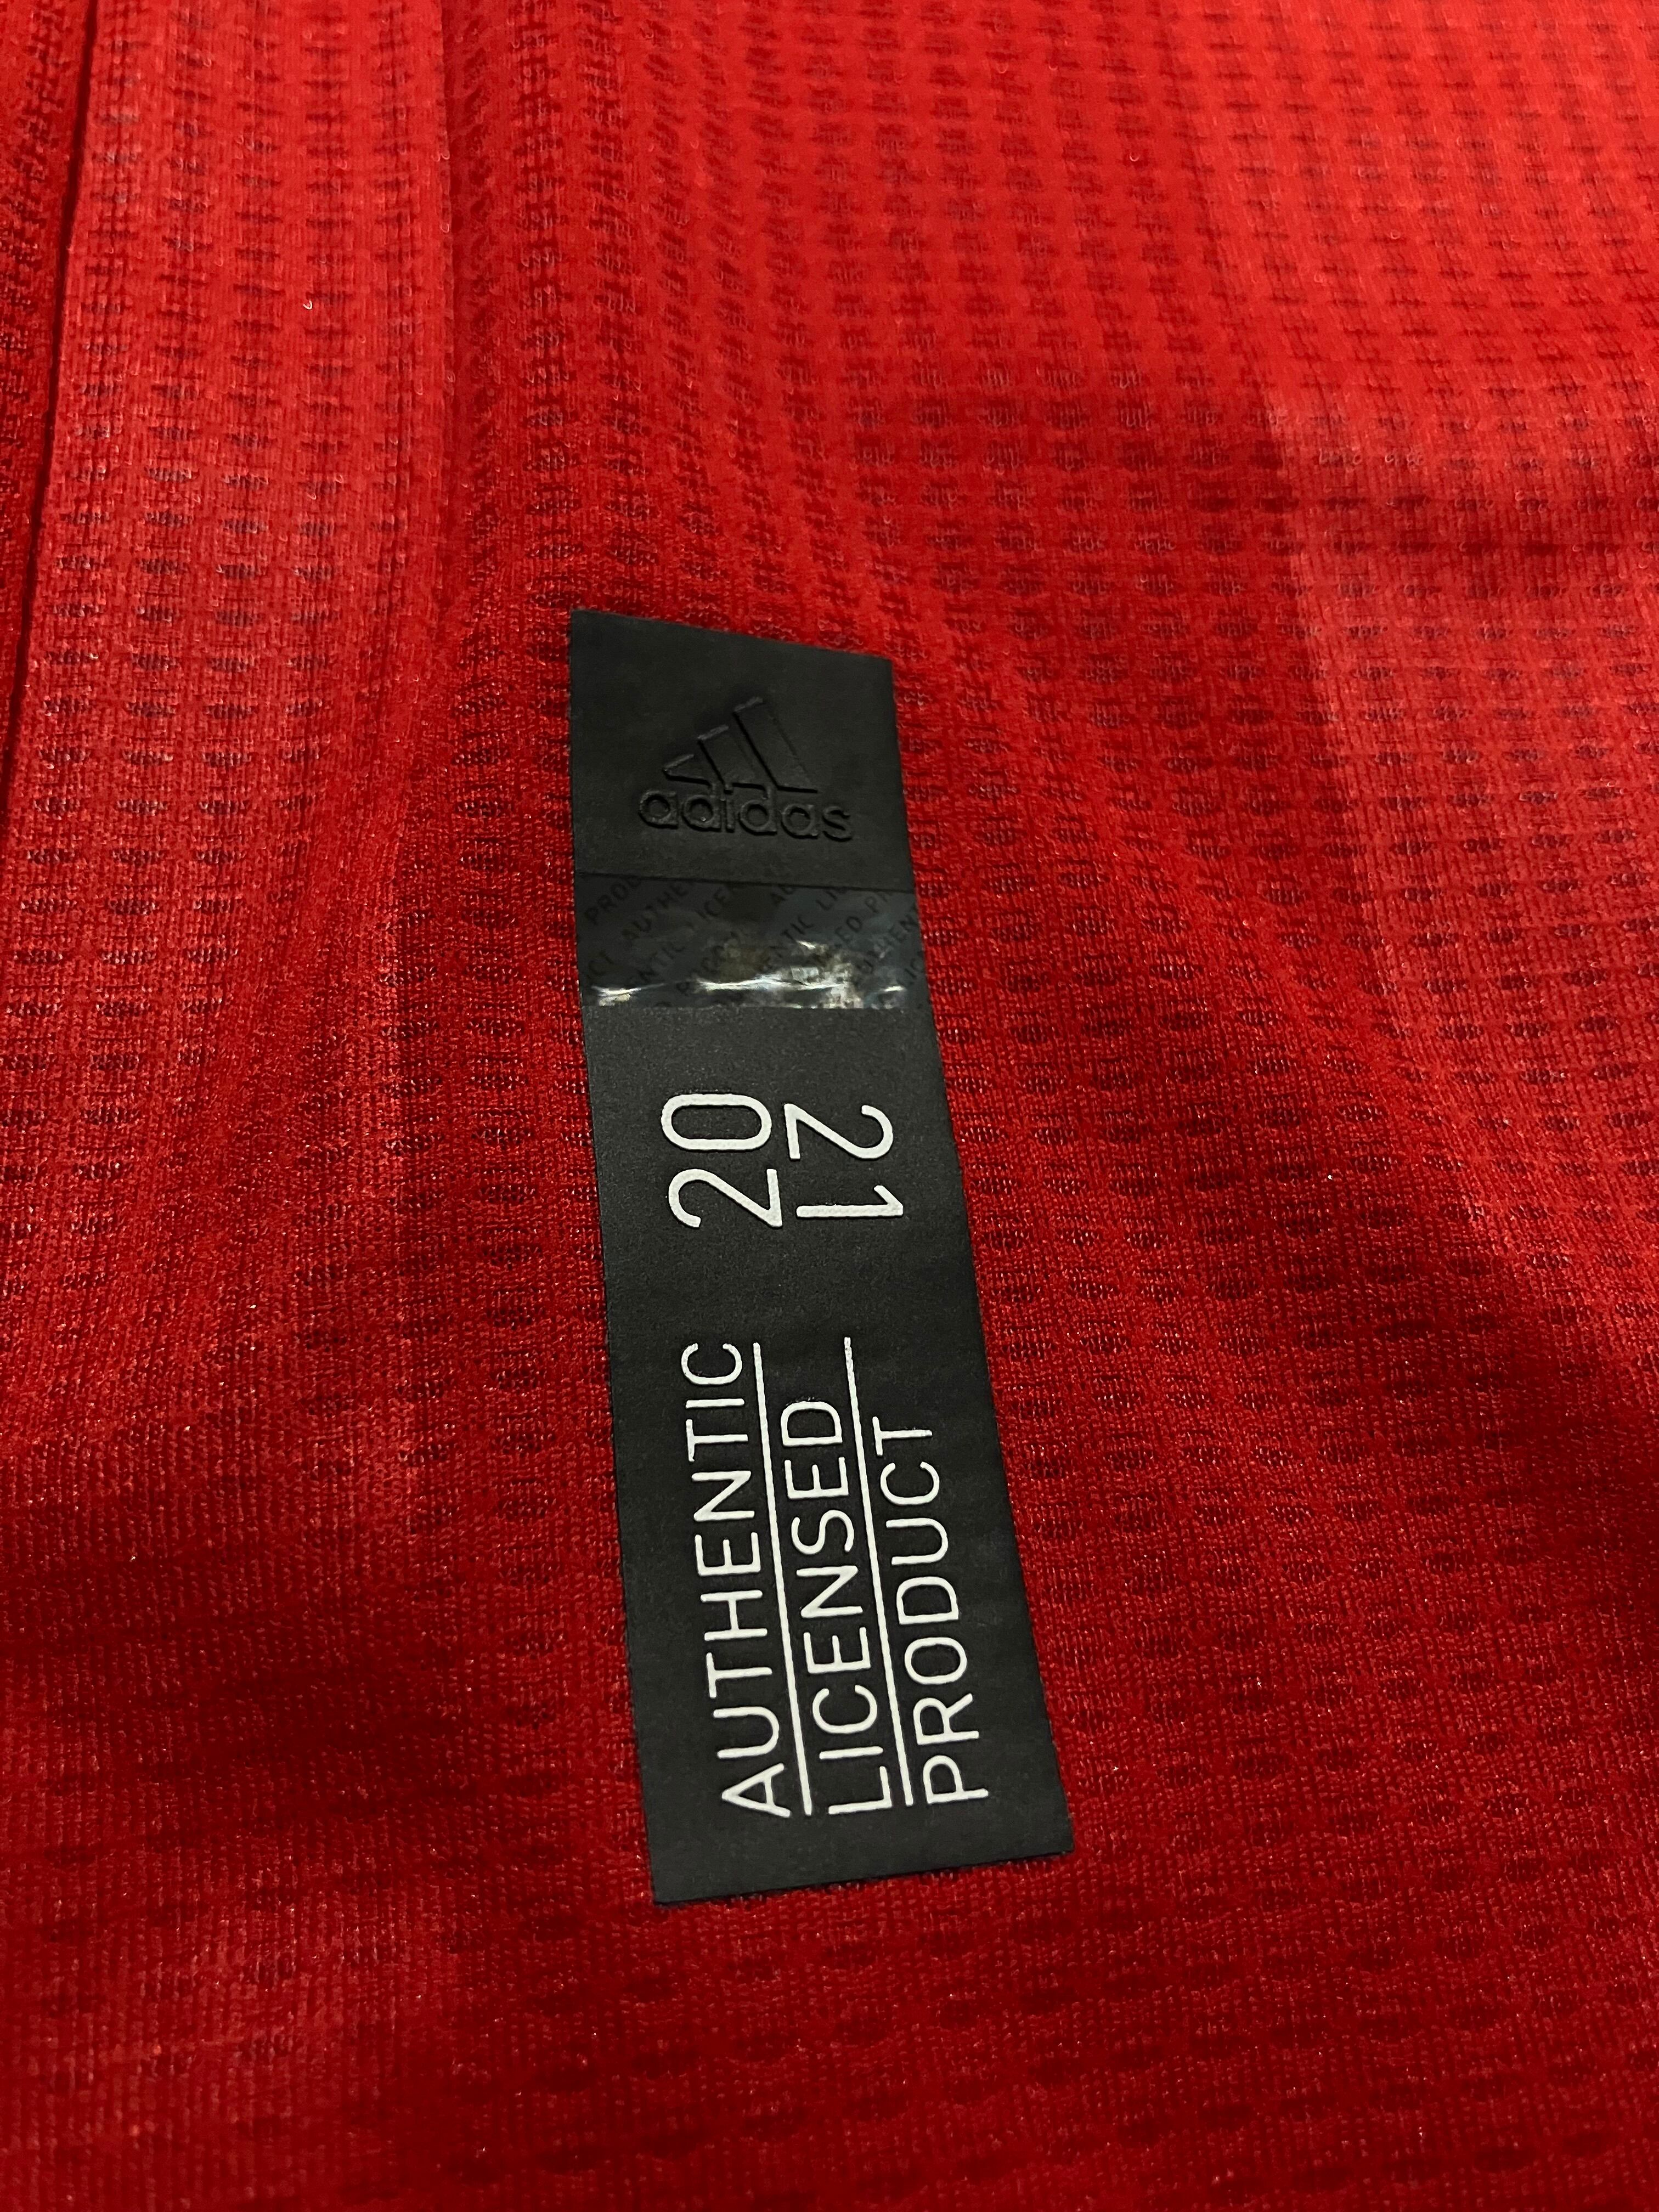 adidas
20
21
AUTHENTIC
LICENSED
PRODUCT